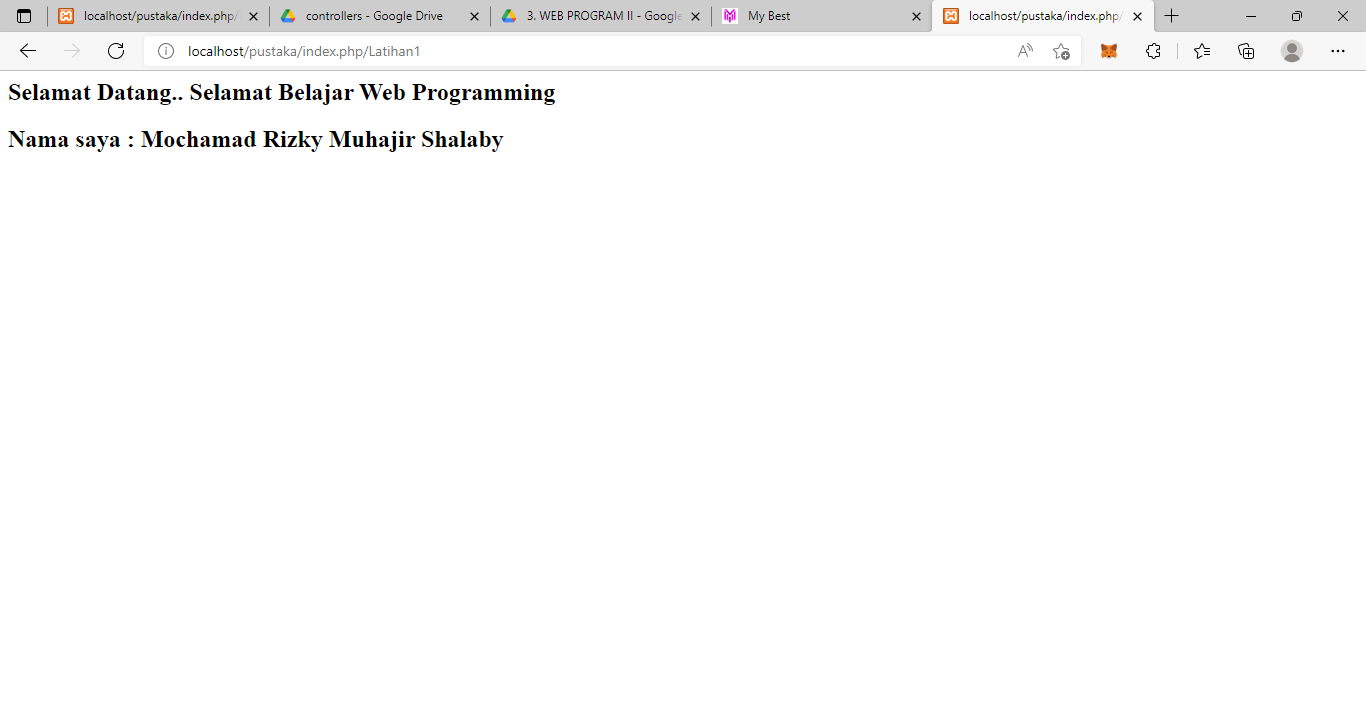 localhost/pustaka/index.php/
controllers - Google Drive
3. WEB PROGRAM II - Google
My Best
localhost/pustaka/index.php/
localhost/pustaka/index.php/Latihan1
Selamat Datang.. Selamat Belajar Web Programming
Nama saya : Mochamad Rizky Muhajir Shalaby